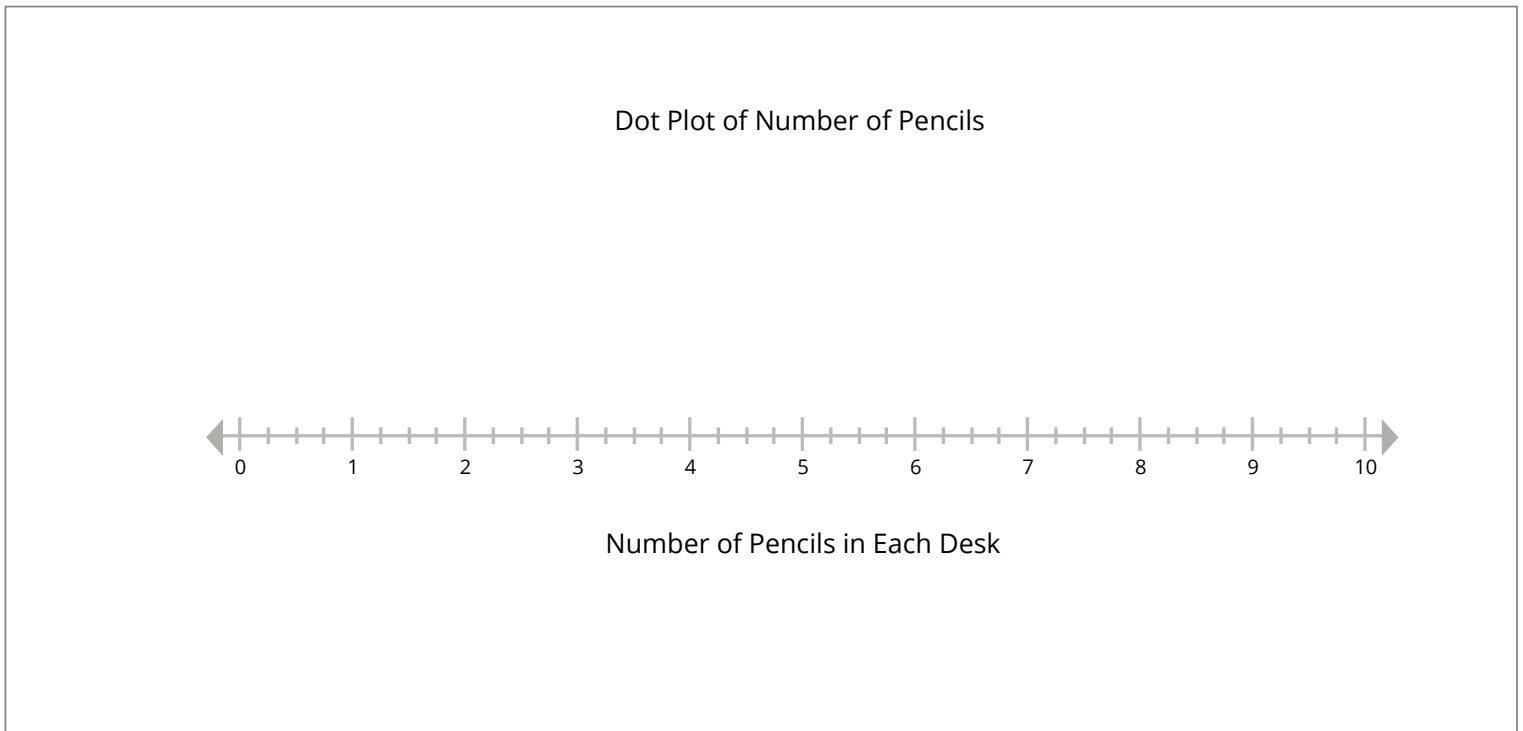 Dot Plot of Number of Pencils
0 1 2 3 4 5 6 7 8 9 10
Number of Pencils in Each Desk